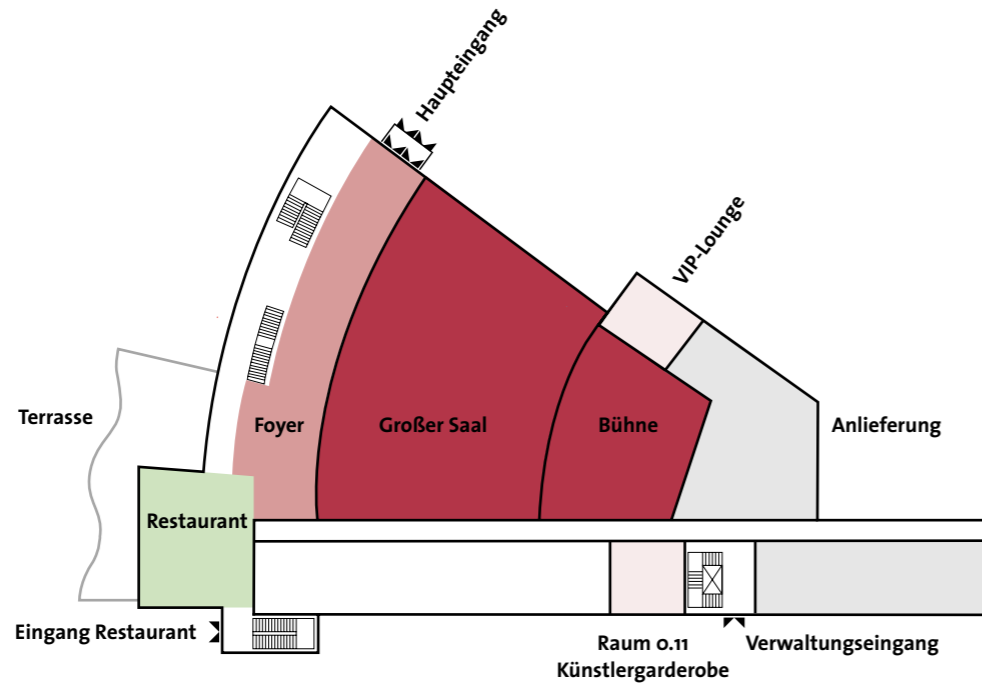 Haupteingang
VIP-Lounge
Terrasse
Foyer
Großer Saal
Bühne
Anlieferung
Restaurant
Eingang Restaurant
Raum 0.11
Künstlergarderobe
Verwaltungseingang